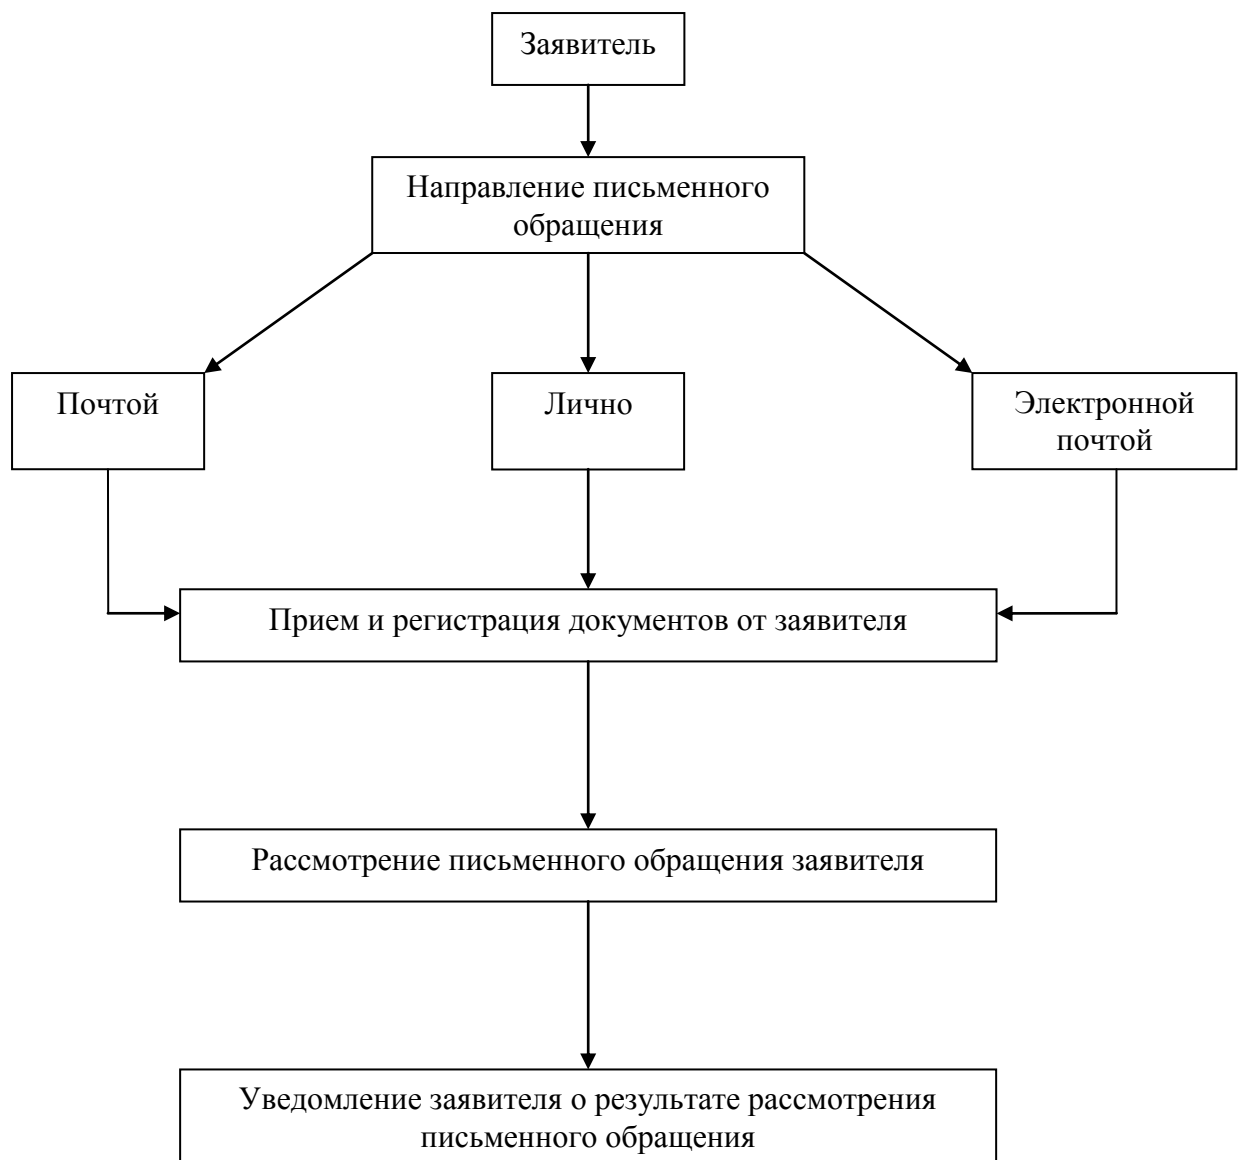 Заявитель
Направление письменного
обращения
Почтой
Лично
Электронной
почтой
Прием и регистрация документов от заявителя
Рассмотрение письменного обращения заявителя
Уведомление заявителя о результате рассмотрения
письменного обращения